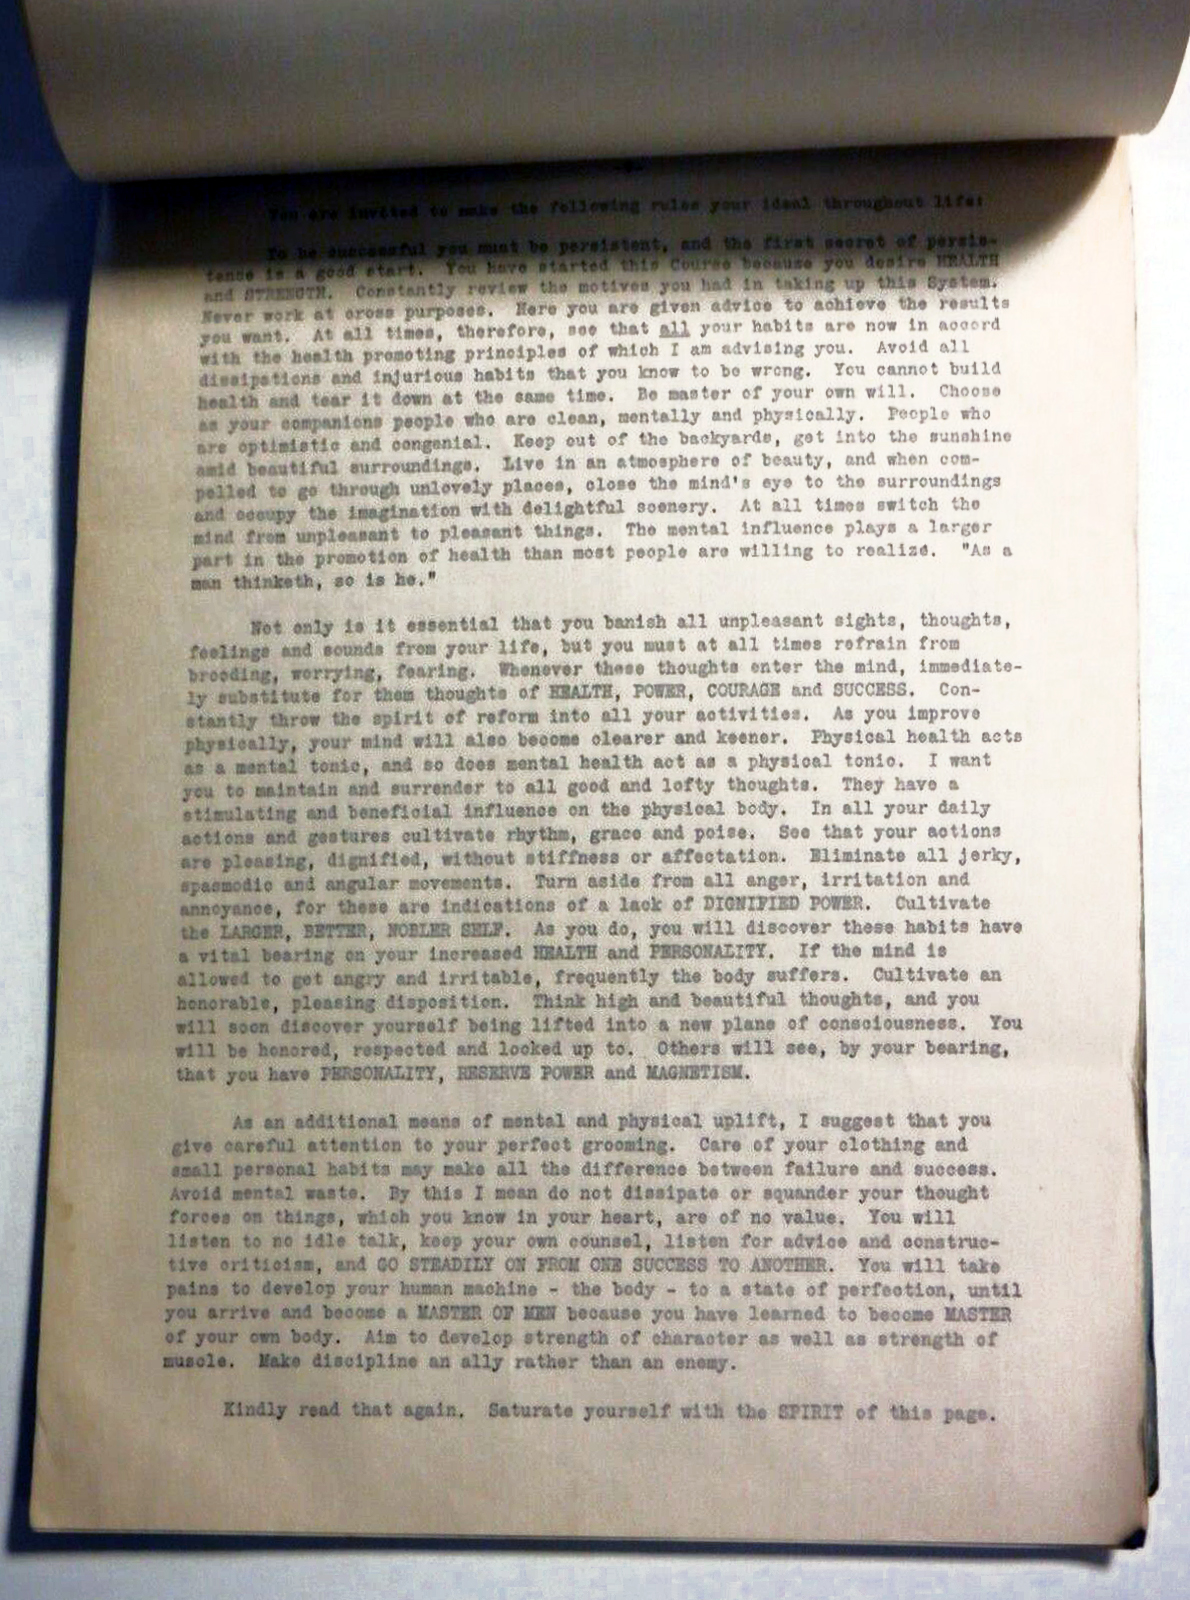 You are invited to make the following rules your ideal throughout life:
To be successful you must be persistent, and the first secret of persis-
tence is a good start. You have started this Course because you desire HEALTH
and STRENGTH. Constantly review the motives you had in taking up this System.
Never work at cross purposes. Here you are given advice to achieve the results
you want. At all times, therefore, see that all your habits are now in accord
with the health promoting principles of which I am advising you. Avoid all
dissipations and injurious habits that you know to be wrong. You cannot build
health and tear it down at the same time. Be master of your own will. Choose
as your companions people who are clean, mentally and physically. People who
are optimistic and congenial. Keep out of the backyards, get into the sunshine
amid beautiful surroundings. Live in an atmosphere of beauty, and when com-
pelled to go through unlovely places, close the mind's eye to the surroundings
and occupy the imagination with delightful scenery. At all times switch the
mind from unpleasant to pleasant things. The mental influence plays a larger
part in the promotion of health than most people are willing to realize. "As a
man thinketh, so is he."
Not only is it essential that you banish all unpleasant sights, thoughts,
feelings and sounds from your life, but you must at all times refrain from
brooding, worrying, fearing. Whenever these thoughts enter the mind, immediate-
ly substitute for them thoughts of HEALTH, POWER, COURAGE and SUCCESS. Con-
stantly throw the spirit of reform into all your activities. As you improve
physically, your mind will also become clearer and keener. Physical health acts
as a mental tonic, and so does mental health act as a physical tonic. I want
you to maintain and surrender to all good and lofty thoughts. They have a
stimulating and beneficial influence on the physical body. In all your daily
actions and gestures cultivate rhythm, grace and poise. See that your actions
are pleasing, dignified, without stiffness or affectation. Eliminate all jerky,
spasmodic and angular movements. Turn aside from all anger, irritation and
annoyance, for these are indications of a lack of DIGNIFIED POWER. Cultivate
the LARGER, BETTER, NOBLER SELF. As you do, you will discover these habits have
a vital bearing on your increased HEALTH and PERSONALITY. If the mind is
allowed to get angry and irritable, frequently the body suffers. Cultivate an
honorable, pleasing disposition. Think high and beautiful thoughts, and you
will soon discover yourself being lifted into a new plane of consciousness. You
will be honored, respected and looked up to. Others will see, by your bearing,
that you have PERSONALITY, RESERVE POWER and MAGNETISM.
As an additional means of mental and physical uplift, I suggest that you
give careful attention to your perfect grooming. Care of your clothing and
small personal habits may make all the difference between failure and success.
Avoid mental waste. By this I mean do not dissipate or squander your thought
forces on things, which you know in your heart, are of no value. You will
listen to no idle talk, keep your own counsel, listen for advice and construc-
tive criticism, and GO STEADILY ON FROM ONE SUCCESS TO ANOTHER. You will take
pains to develop your human machine - the body - to a state of perfection, until
you arrive and become a MASTER OF MEN because you have learned to become MASTER
of your own body. Aim to develop strength of character as well as strength of
muscle. Make discipline an ally rather than an enemy.
Kindly read that again. Saturate yourself with the SPIRIT of this page.